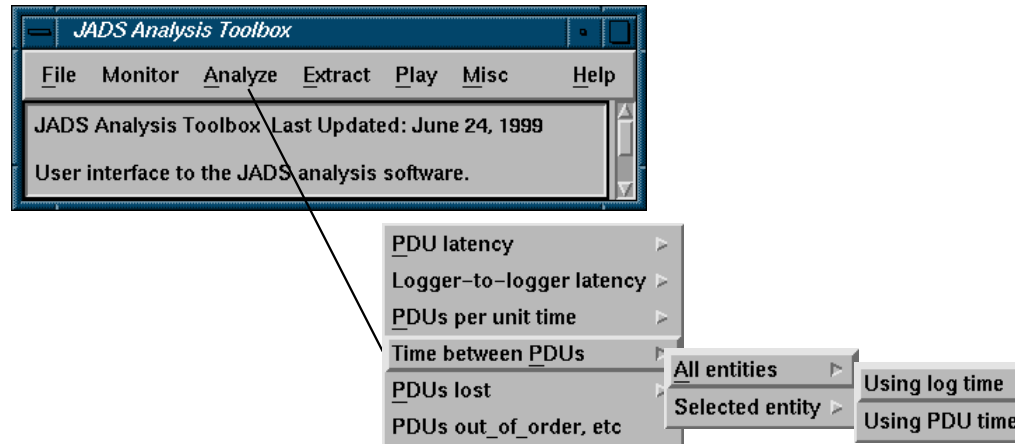 JADS Analysis Toolbox
File Monitor Analyze Extract Play Misc Help
JADS Analysis Toolbox Last Updated: June 24, 1999
User interface to the JADS analysis software.
PDU latency
Logger-to-logger latency
PDUs per unit time
Time between PDUs
PDUs lost
PDUs out_of_order, etc
All entities
Selected entity
Using log time
Using PDU time